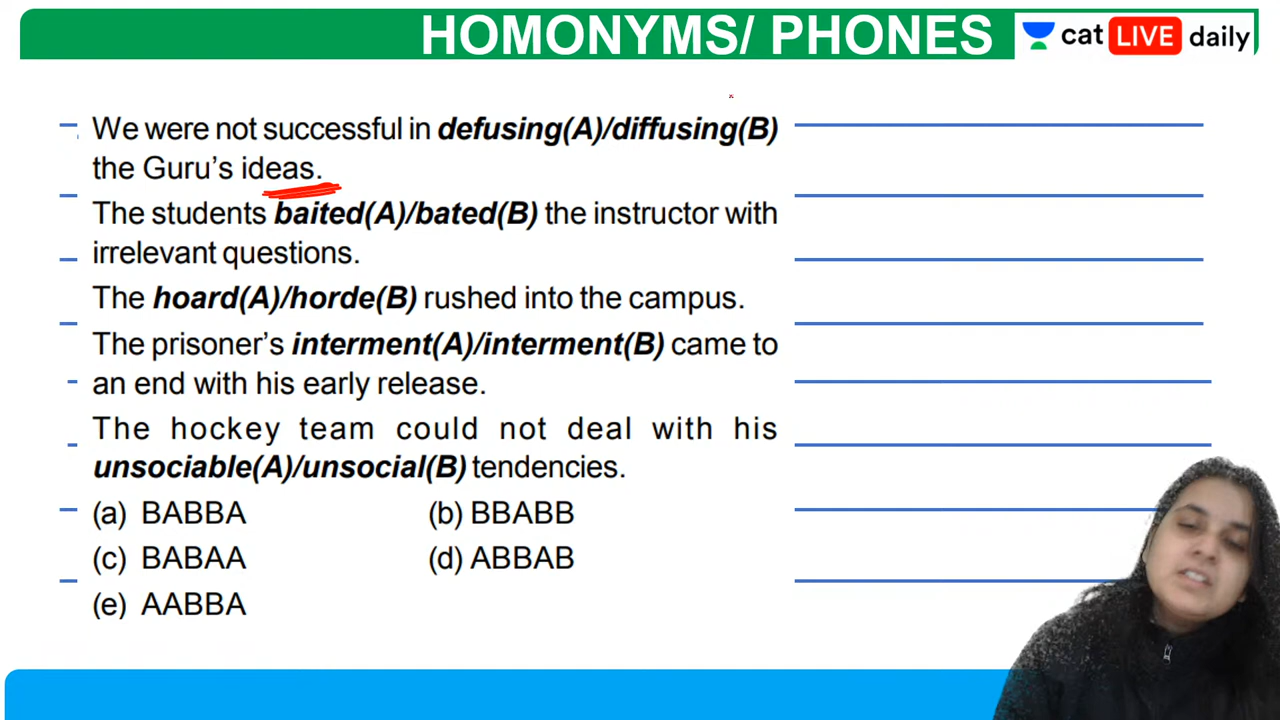 HOMONYMS/ PHONES
cat LIVE daily
We were not successful in defusing(A)/diffusing(B)
the Guru's ideas.
The students baited(A)/bated(B) the instructor with
irrelevant questions.
The hoard(A)/horde(B) rushed into the campus.
The prisoner's interment(A)/interment(B) came to
an end with his early release.
The hockey team could not deal with his
unsociable(A)/unsocial(B) tendencies.
(a) BABBA (b) BBABB
(c) BABAA (d) ABBAB
(e) AABBA